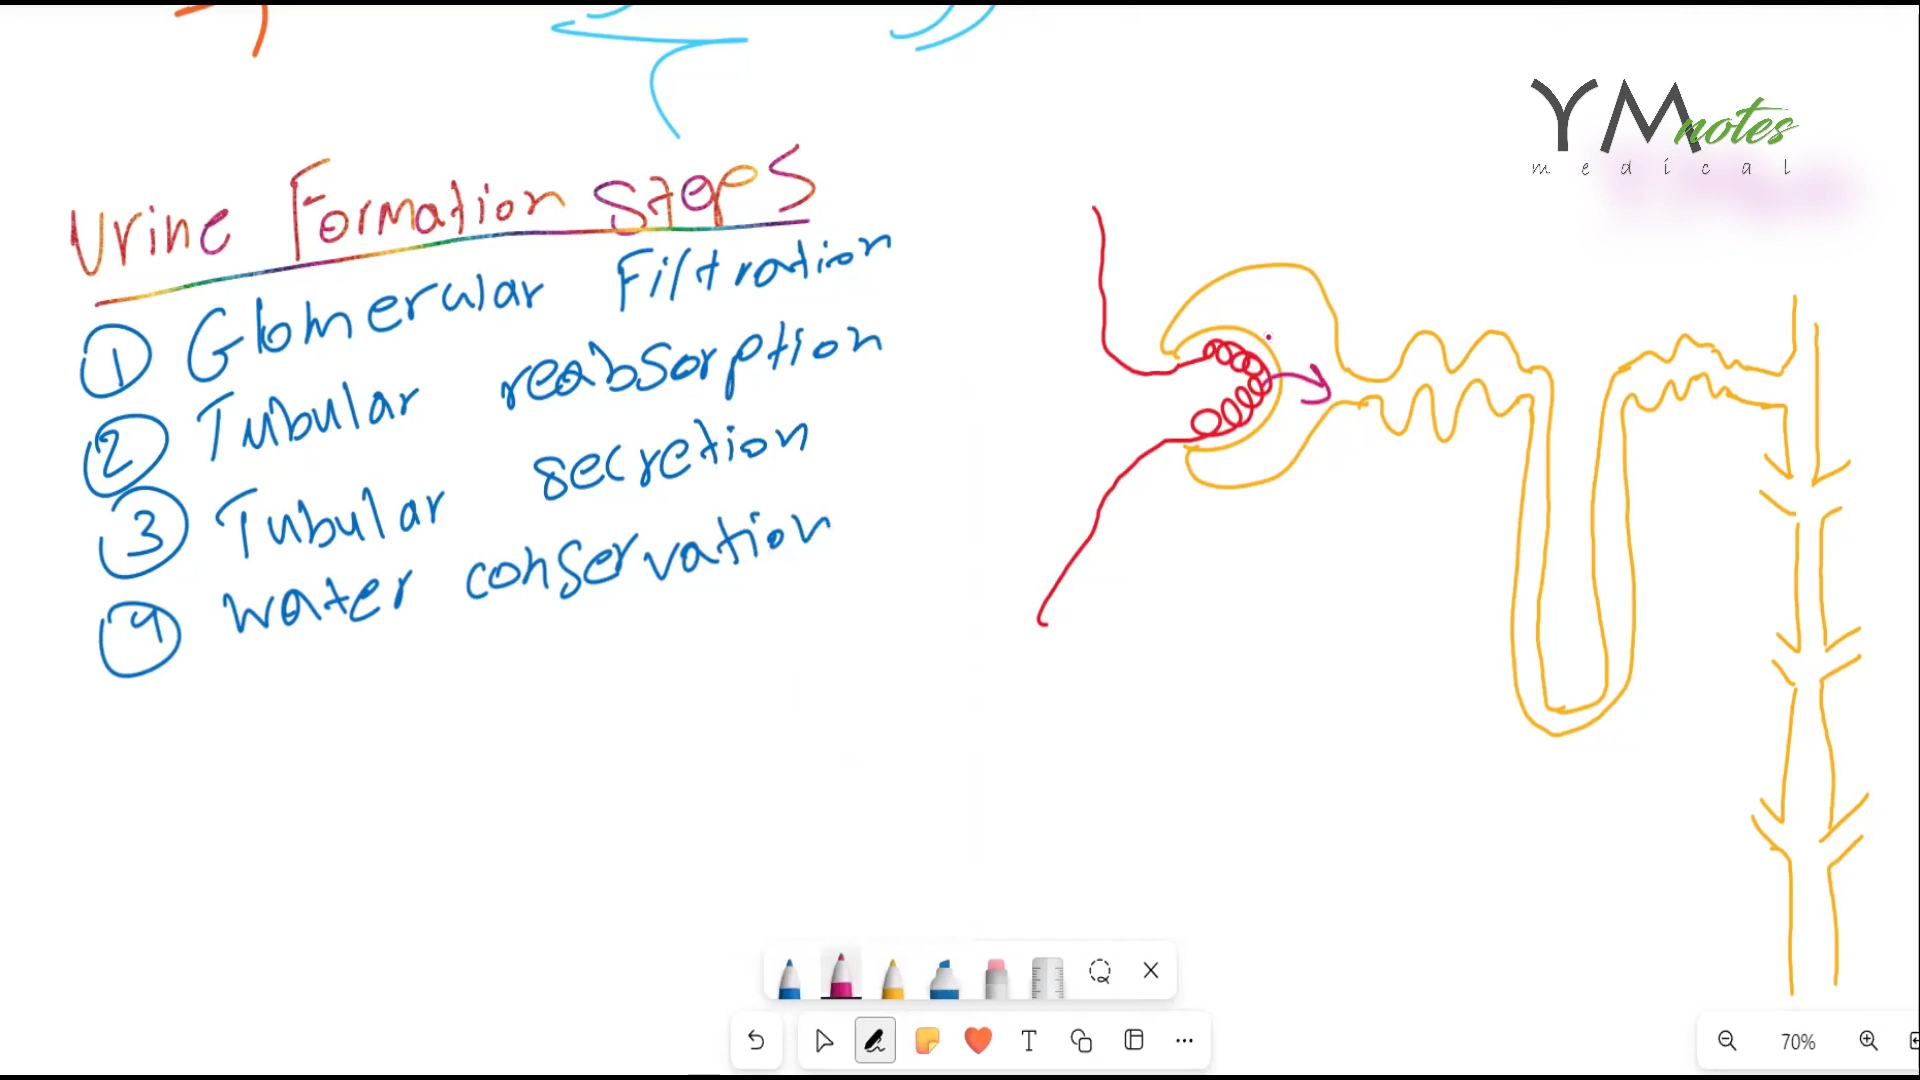 YM notes
medical
Urine Formation Steps
① Glomerular Filtration
② Tubular reabsorption
③ Tubular secretion
④ water conservation
70%